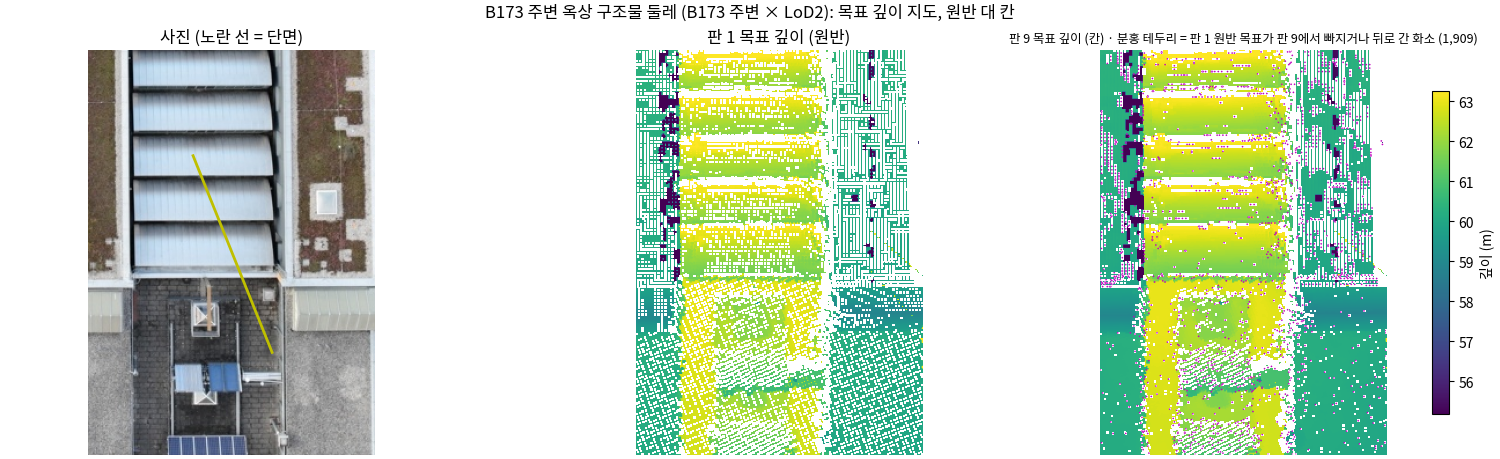 B173 주변 옥상 구조물 둘레 (B173 주변 × LoD2): 목표 깊이 지도, 원반 대 칸
사진 (노란 선 = 단면)
판 1 목표 깊이 (원반)
판 9 목표 깊이 (칸) · 분홍 테두리 = 판 1 원반 목표가 판 9에서 빠지거나 뒤로 간 화소 (1,909)
63
62
61
60
59
58
57
56
깊이 (m)